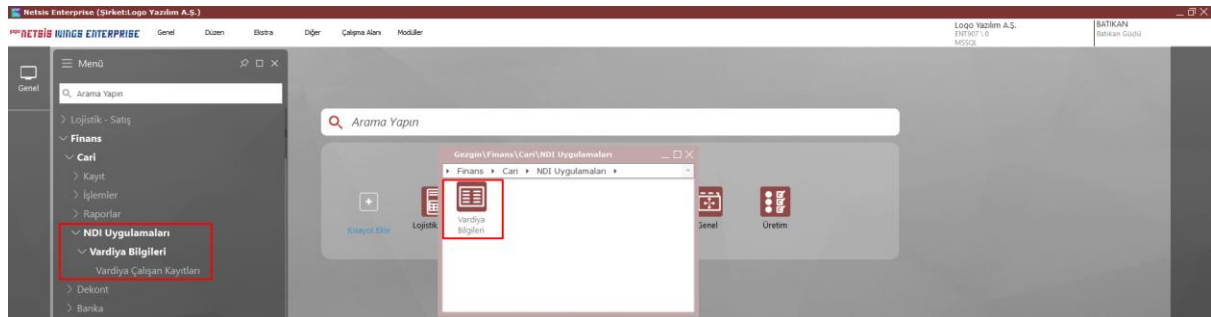 Netsis Enterprise (Şirket:Logo Yazılım A.Ş.)
NETSİS WINGS ENTERPRISE
Genel
Düzen
Ekstra
Diğer
Çalışma Alanı
Modüller
Logo Yazılım A.Ş.
MSSQL
BATIKAN
Batıkan Güdü
Genel
Menü
Arama Yapın
Lojistik - Satış
Finans
Cari
Kayıt
İşlemler
Raporlar
NDI Uygulamaları
Vardiya Bilgileri
Vardiya Çalışan Kayıtları
Dekont
Banka
Arama Yapın
Kısayol Ekle
Lojistik
Gezgin\Finans\Cari\NDI Uygulamaları
Finans
Cari
NDI Uygulamaları
Vardiya
Bilgileri
Genel
Üretim